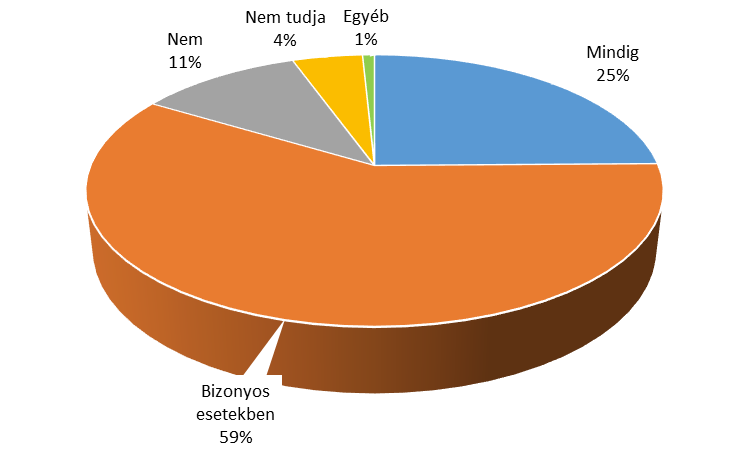 Nem tudja
4%
Egyéb
1%
Nem
11%
Mindig
25%
Bizonyos
esetekben
59%